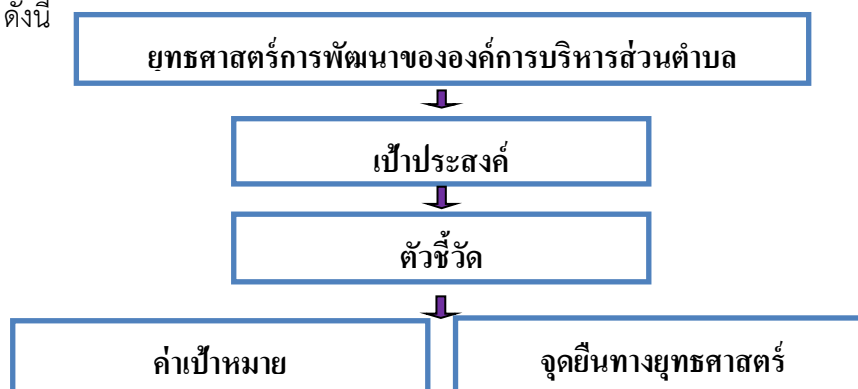 ดังนี้
ยุทธศาสตร์การพัฒนาขององค์การบริหารส่วนตำบล
เป้าประสงค์
ตัวชี้วัด
ค่าเป้าหมาย
จุดยืนทางยุทธศาสตร์